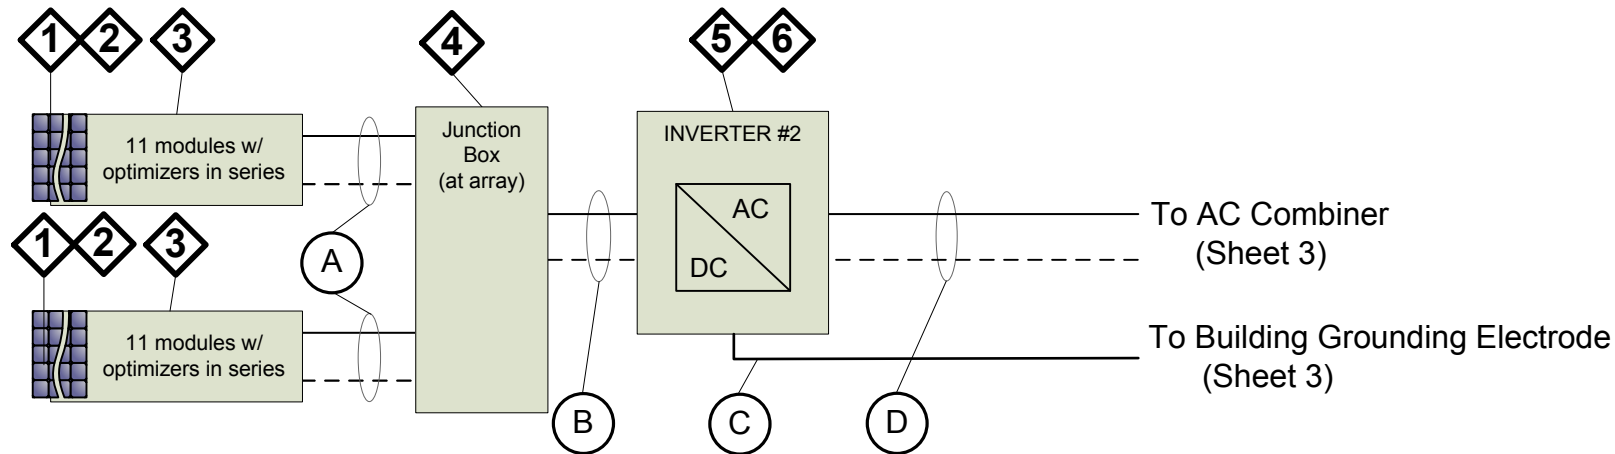 1 2 3 4 5 6
11 modules w/
optimizers in series
Junction
Box
(at array)
INVERTER #2
AC
DC
To AC Combiner
(Sheet 3)
1 2 3
A
11 modules w/
optimizers in series
To Building Grounding Electrode
(Sheet 3)
B
C
D